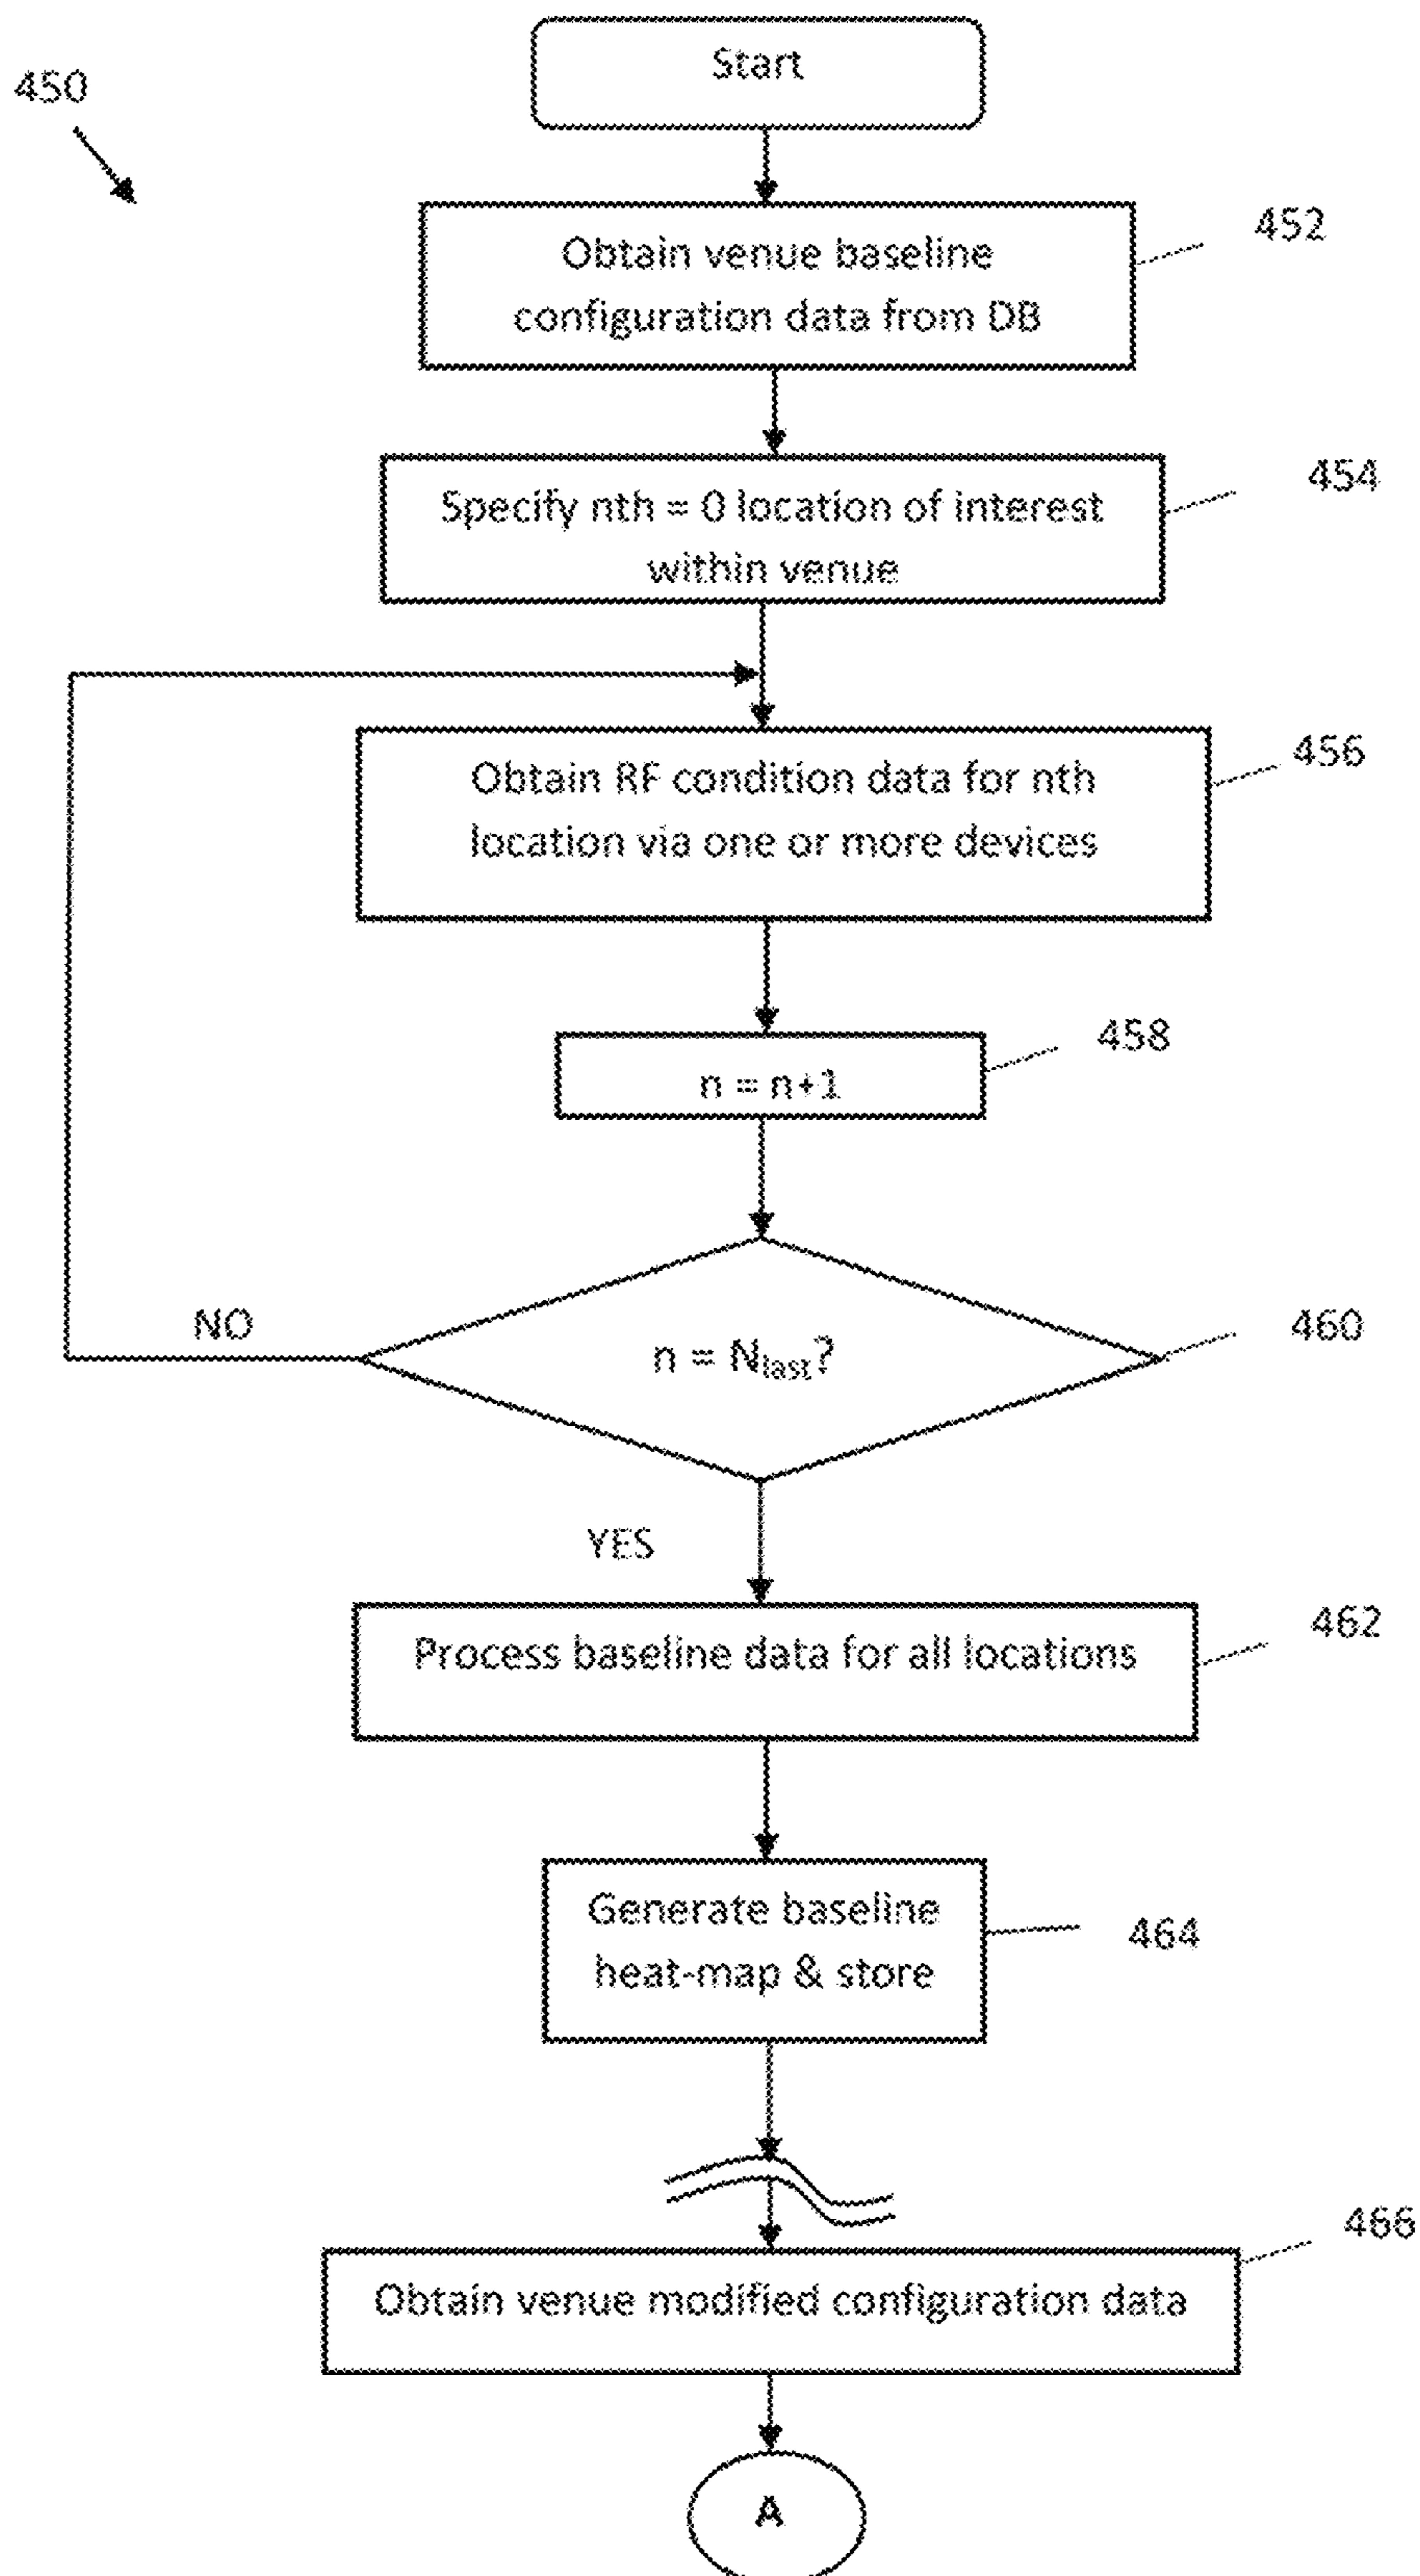 Start
450
Obtain venue baseline
configuration data from DB
452
Specify nth = 0 location of interest
within venue
454
Obtain RF condition data for nth
location via one or more devices
456
n = n+1
458
NO
n = Nlast?
460
YES
Process baseline data for all locations
462
Generate baseline
heat-map & store
464
Obtain venue modified configuration data
466
A